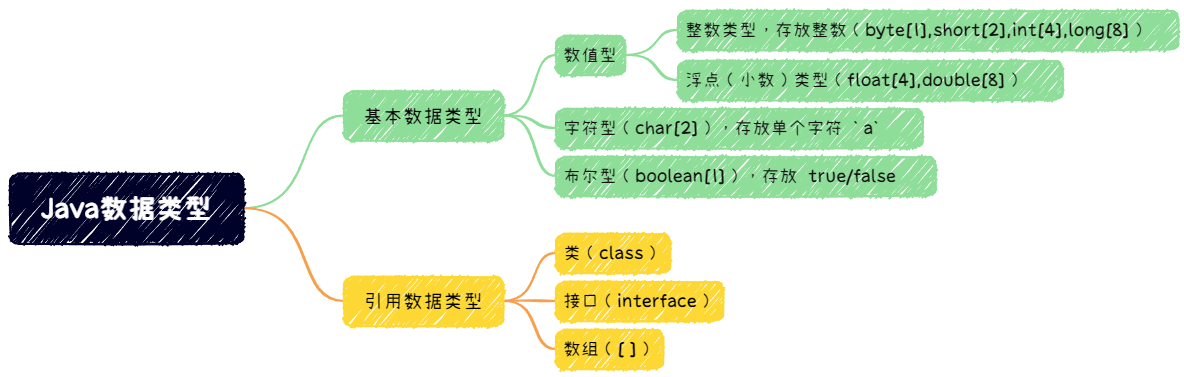 Java数据类型
基本数据类型
数值型
整数类型，存放整数（byte[1],short[2],int[4],long[8]）
浮点（小数）类型（float[4],double[8]）
字符型（char[2]），存放单个字符 `a`
布尔型（boolean[1]），存放 true/false
引用数据类型
类（class）
接口（interface）
数组（[ ]）